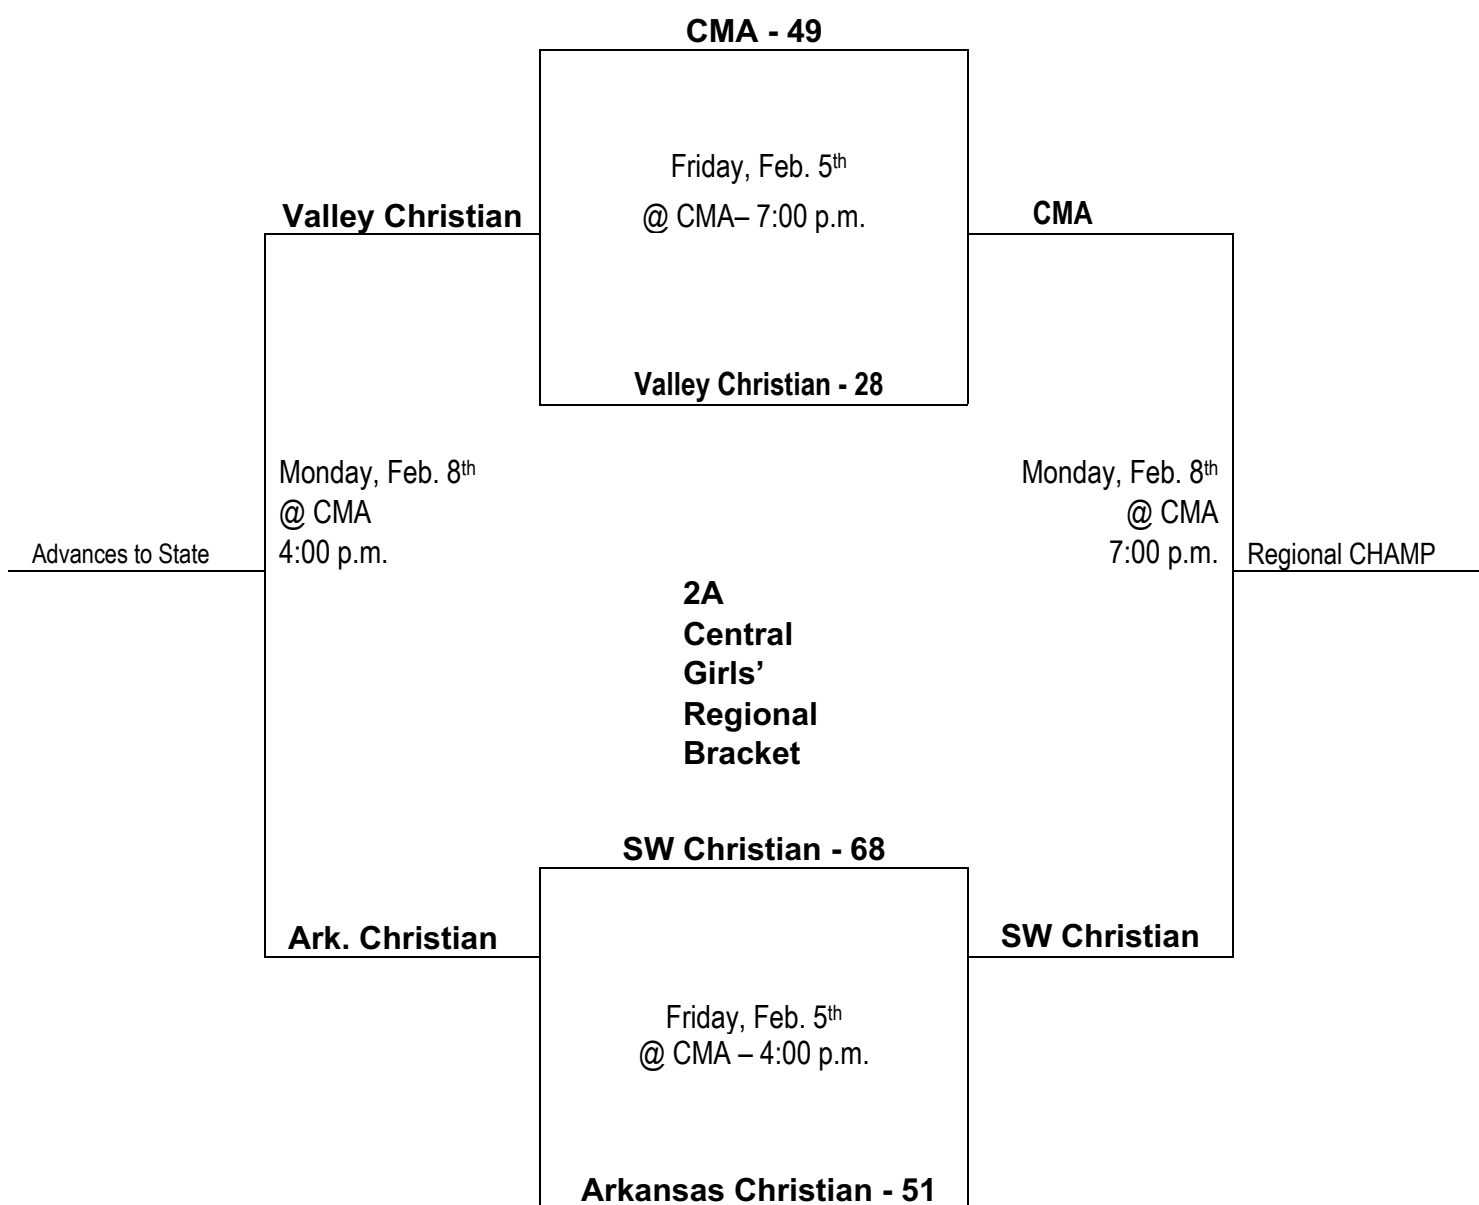 CMA - 49
Friday, Feb. 5th
@ CMA– 7:00 p.m.
Valley Christian
CMA
Valley Christian - 28
Monday, Feb. 8th
@ CMA
4:00 p.m.
Advances to State
Monday, Feb. 8th
@ CMA
7:00 p.m.
Regional CHAMP
2A
Central
Girls’
Regional
Bracket
SW Christian - 68
Ark. Christian
SW Christian
Friday, Feb. 5th
@ CMA – 4:00 p.m.
Arkansas Christian - 51